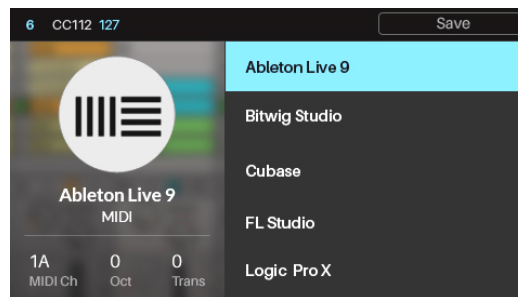 6 CC112 127 Save
Ableton Live 9
MIDI
1A 0 0
MIDI Ch Oct Trans
Ableton Live 9
Bitwig Studio
Cubase
FL Studio
Logic Pro X